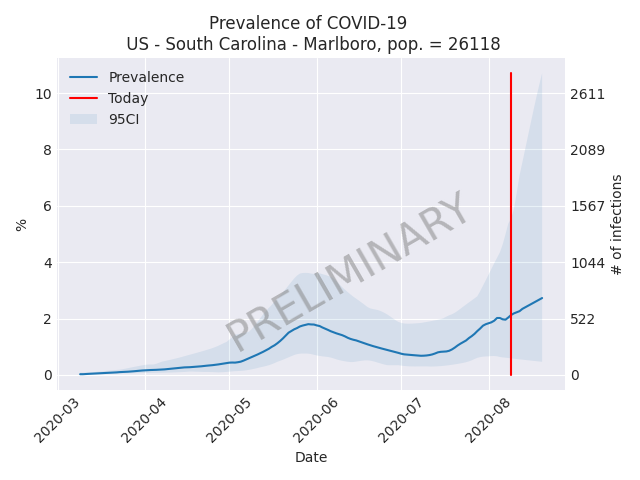 Prevalence of COVID-19
US - South Carolina - Marlboro, pop. = 26118
Prevalence
Today
95CI
10
8
6
4
2
0
%
2611
2089
1567
1044
522
0
# of infections
PRELIMINARY
2020-03
2020-04
2020-05
2020-06
2020-07
2020-08
Date